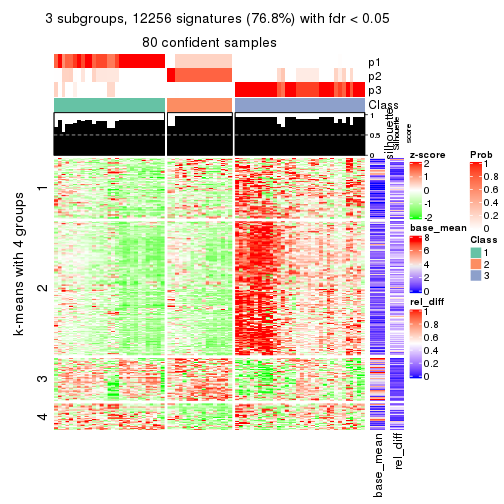 3 subgroups, 12256 signatures (76.8%) with fdr < 0.05
80 confident samples
p1
p2
p3
Class
1
0.5
0
silhouette
Silhouette
score
k-means with 4 groups
1
2
3
4
base_mean
rel_diff
z-score
2
1
0
-1
-2
base_mean
8
6
4
2
0
rel_diff
1
0.8
0.6
0.4
0.2
0
Prob
1
0.8
0.6
0.4
0.2
0
Class
1
2
3